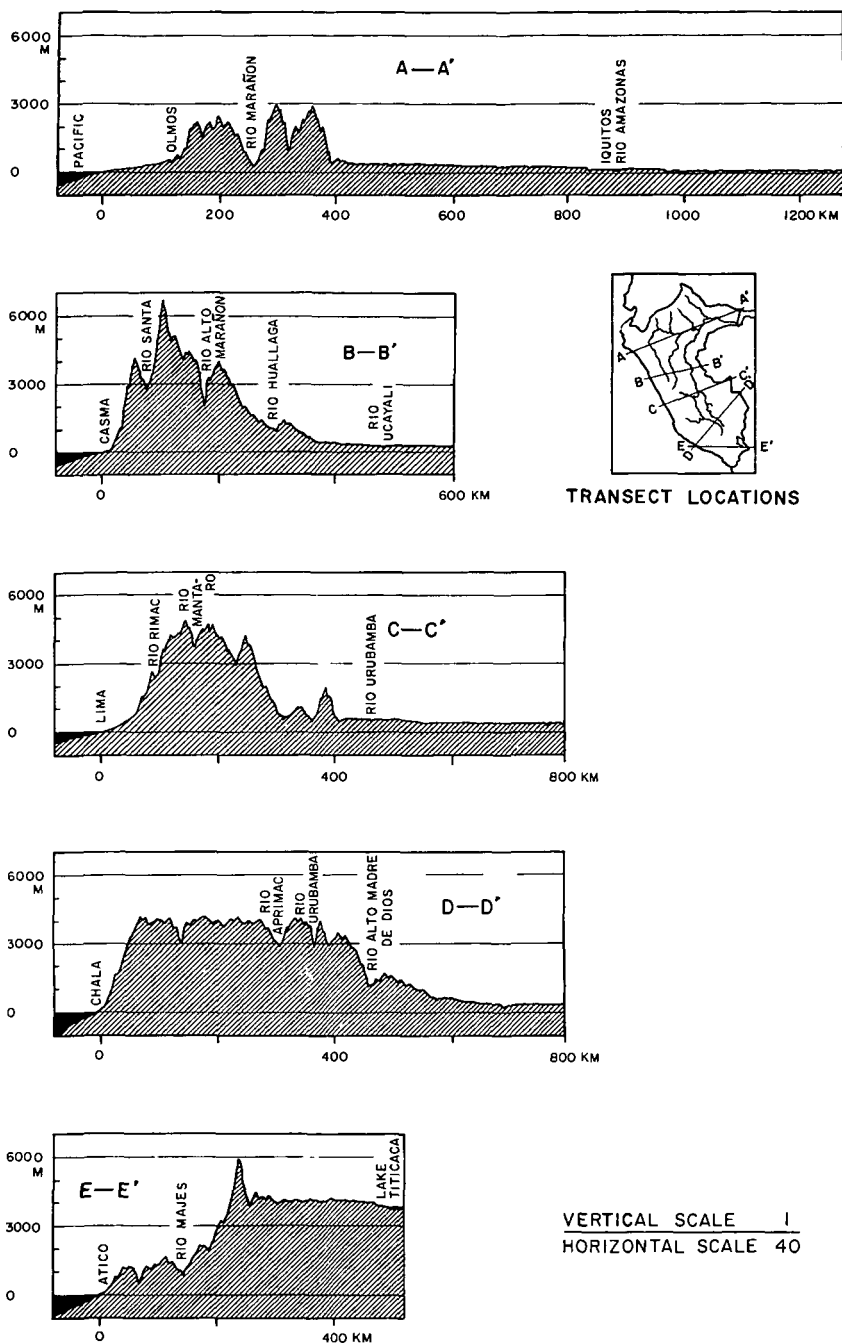 6000
M
3000
0
A—A'
PACIFIC
OLMOS
RIO MARAÑON
IQUITOS
RIO AMAZONAS
0 200 400 600 800 1000 1200 KM
6000
M
3000
0
B—B'
CASMA
RIO SANTA
RIO ALTO
MARAÑON
RIO HUALLAGA
RIO
UCAYALI
0 200 600 KM
A
A'
B
B'
C
C'
D'
E
D
E'
TRANSECT LOCATIONS
6000
M
3000
0
C—C'
LIMA
RIO RIMAC
RIO
MANTA-
RO
RIO URUBAMBA
0 400 800 KM
6000
M
3000
0
D—D'
CHALA
RIO
APRIMAC
RIO
URUBAMBA
RIO ALTO MADRE
DE DIOS
0 400 800 KM
6000
M
3000
0
E—E'
ATICO
RIO MAJES
LAKE
TITICACA
0 400 KM
VERTICAL SCALE 1
HORIZONTAL SCALE 40